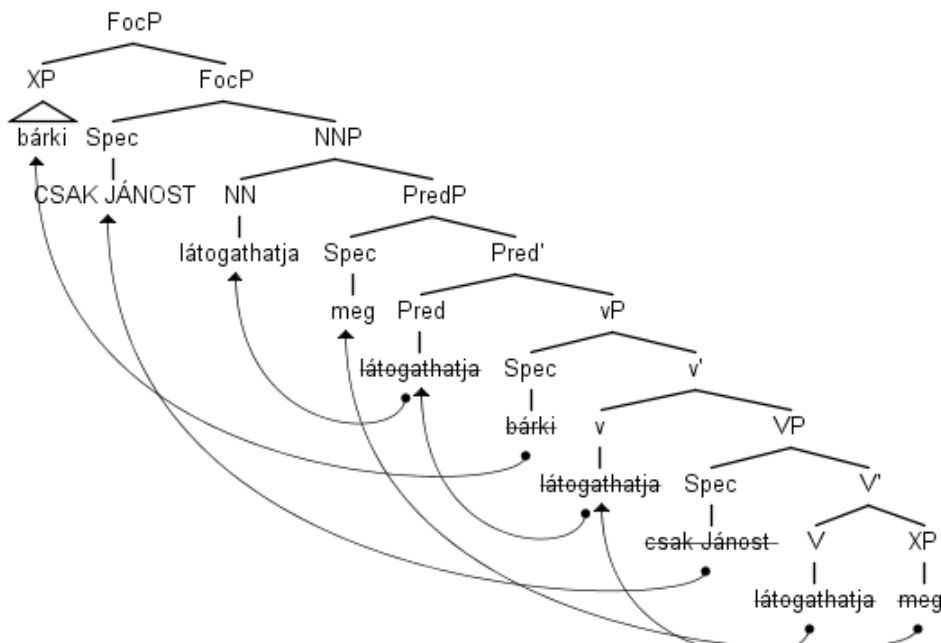 FocP
XP FocP
bárki Spec NNP
CSAK JÁNOST NN PredP
látogathatja Spec Pred'
meg Pred vP
látogathatja Spec v'
bárki v VP
látogathatja Spec V'
csak Jánost V XP
látogathatja meg